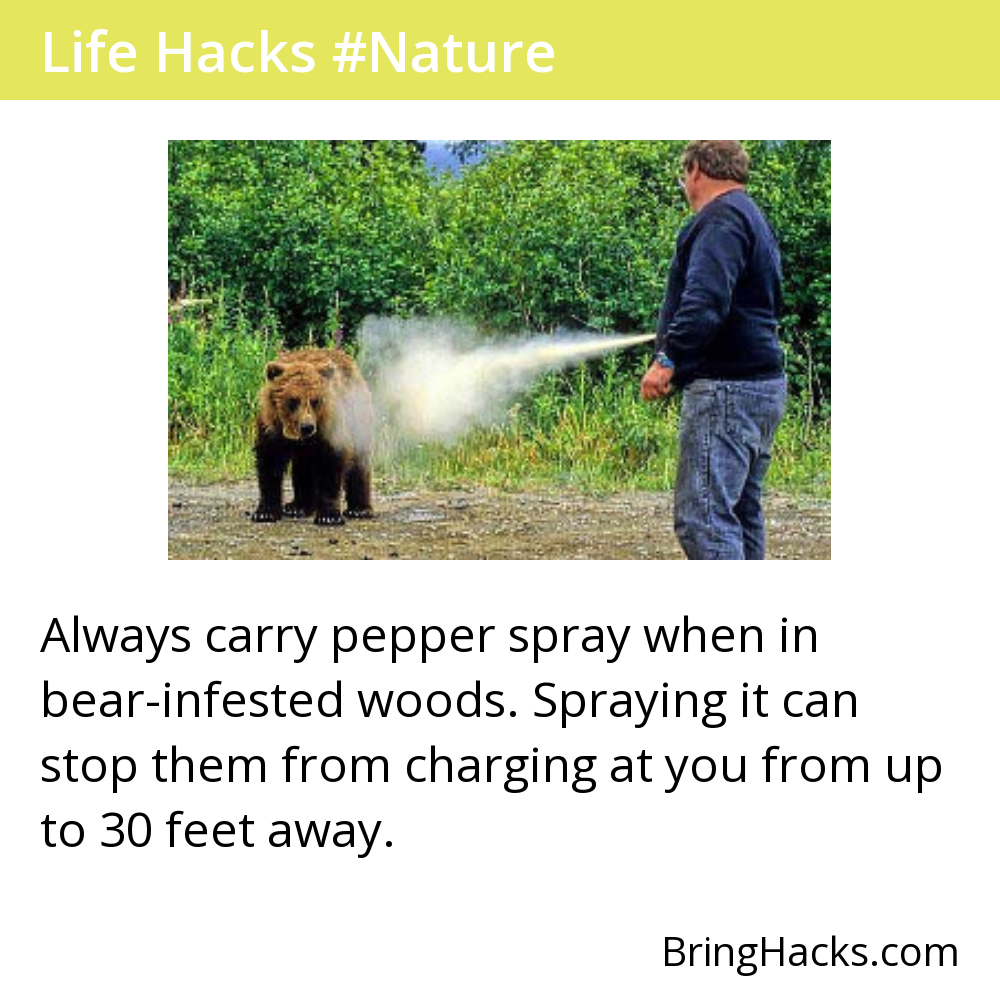 Life Hacks #Nature
Always carry pepper spray when in
bear-infested woods. Spraying it can
stop them from charging at you from up
to 30 feet away.
BringHacks.com